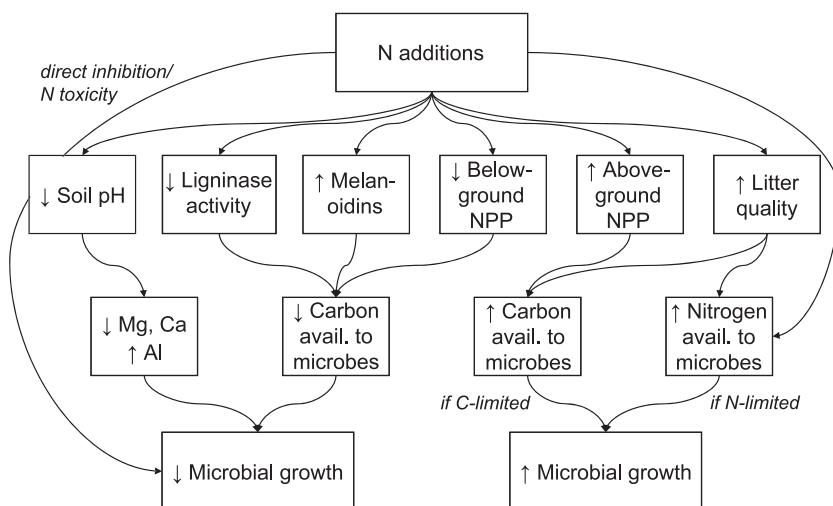 N additions
direct inhibition/
N toxicity
↓ Soil pH
↓ Ligninase
activity
↑ Melan-
oidins
↓ Below-
ground
NPP
↑ Above-
ground
NPP
↑ Litter
quality
↓ Mg, Ca
↑ Al
↓ Carbon
avail. to
microbes
↑ Carbon
avail. to
microbes
↑ Nitrogen
avail. to
microbes
if C-limited
if N-limited
↓ Microbial growth
↑ Microbial growth